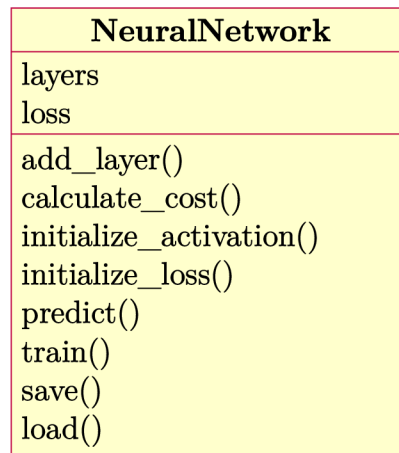 NeuralNetwork
layers
loss
add_layer()
calculate_cost()
initialize_activation()
initialize_loss()
predict()
train()
save()
load()